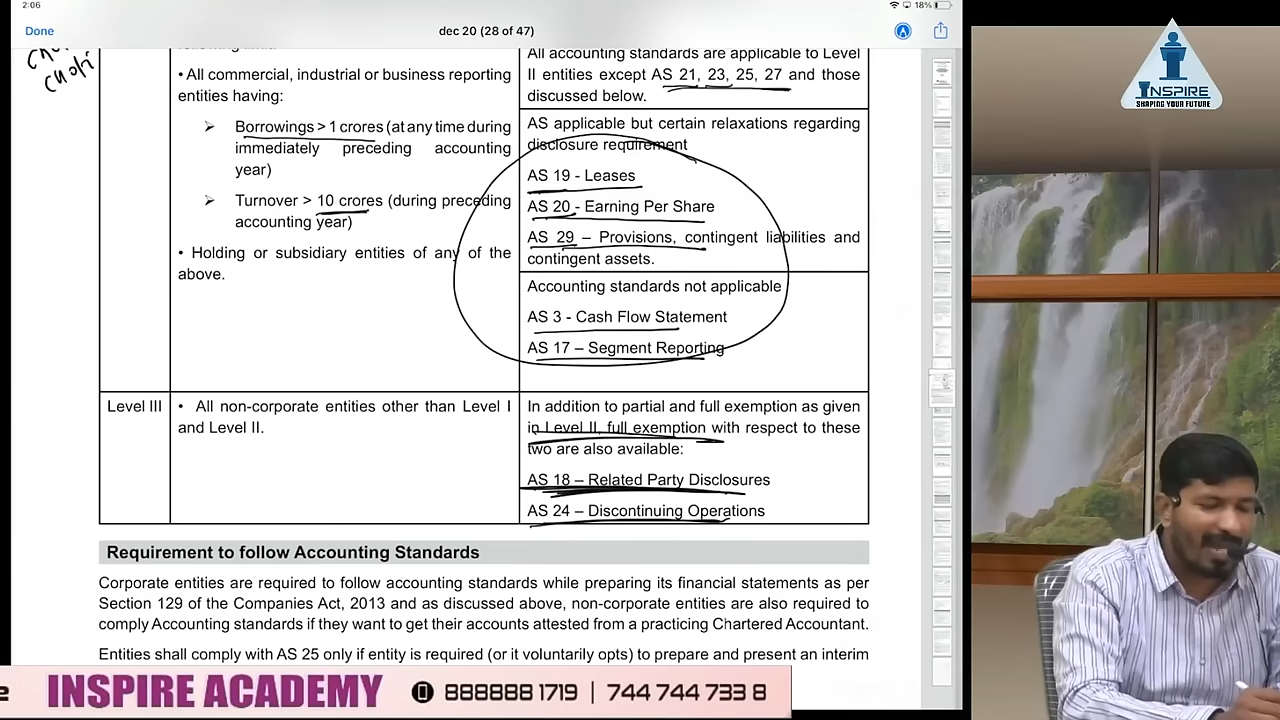 2:06
18%
Done
dec 20 (28 of 47)
• All commercial, industrial or business reporting
entities having:
➢ Borrowings > 1 crores (at any time during
immediately preceding accounting
year)
➢ Turnover > 10 crores (during preceding
accounting year)
• Holding or subsidiary entities of any of the
above.
All accounting standards are applicable to Level
II entities except AS 21, 23, 25, 27 and those
discussed below.
AS applicable but certain relaxations regarding
disclosure requirement
AS 19 - Leases
AS 20 - Earning Per Share
AS 29 – Provisions, contingent liabilities and
contingent assets.
Accounting standards not applicable
AS 3 - Cash Flow Statement
AS 17 – Segment Reporting
Level III
• All non-corporate entities other than Level I
and Level II.
In addition to partial and full exemption as given
in Level II, full exemption with respect to these
two are also available:
AS 18 – Related Party Disclosures
AS 24 – Discontinuing Operations
Requirement to follow Accounting Standards
Corporate entities are required to follow accounting standards while preparing its financial statements as per
Section 129 of the Companies Act, 2013 and as discussed above, non-corporate entities are also required to
comply Accounting standards if they want to get their accounts attested from a practicing Chartered Accountant.
Entities shall comply with AS 25 only if entity is required (or it voluntarily opts) to prepare and present an interim
INSPIRE
SHAPING YOUR FUTURE
e INSPIRE ACADEMY 888888 1719 | 744 744 733 8